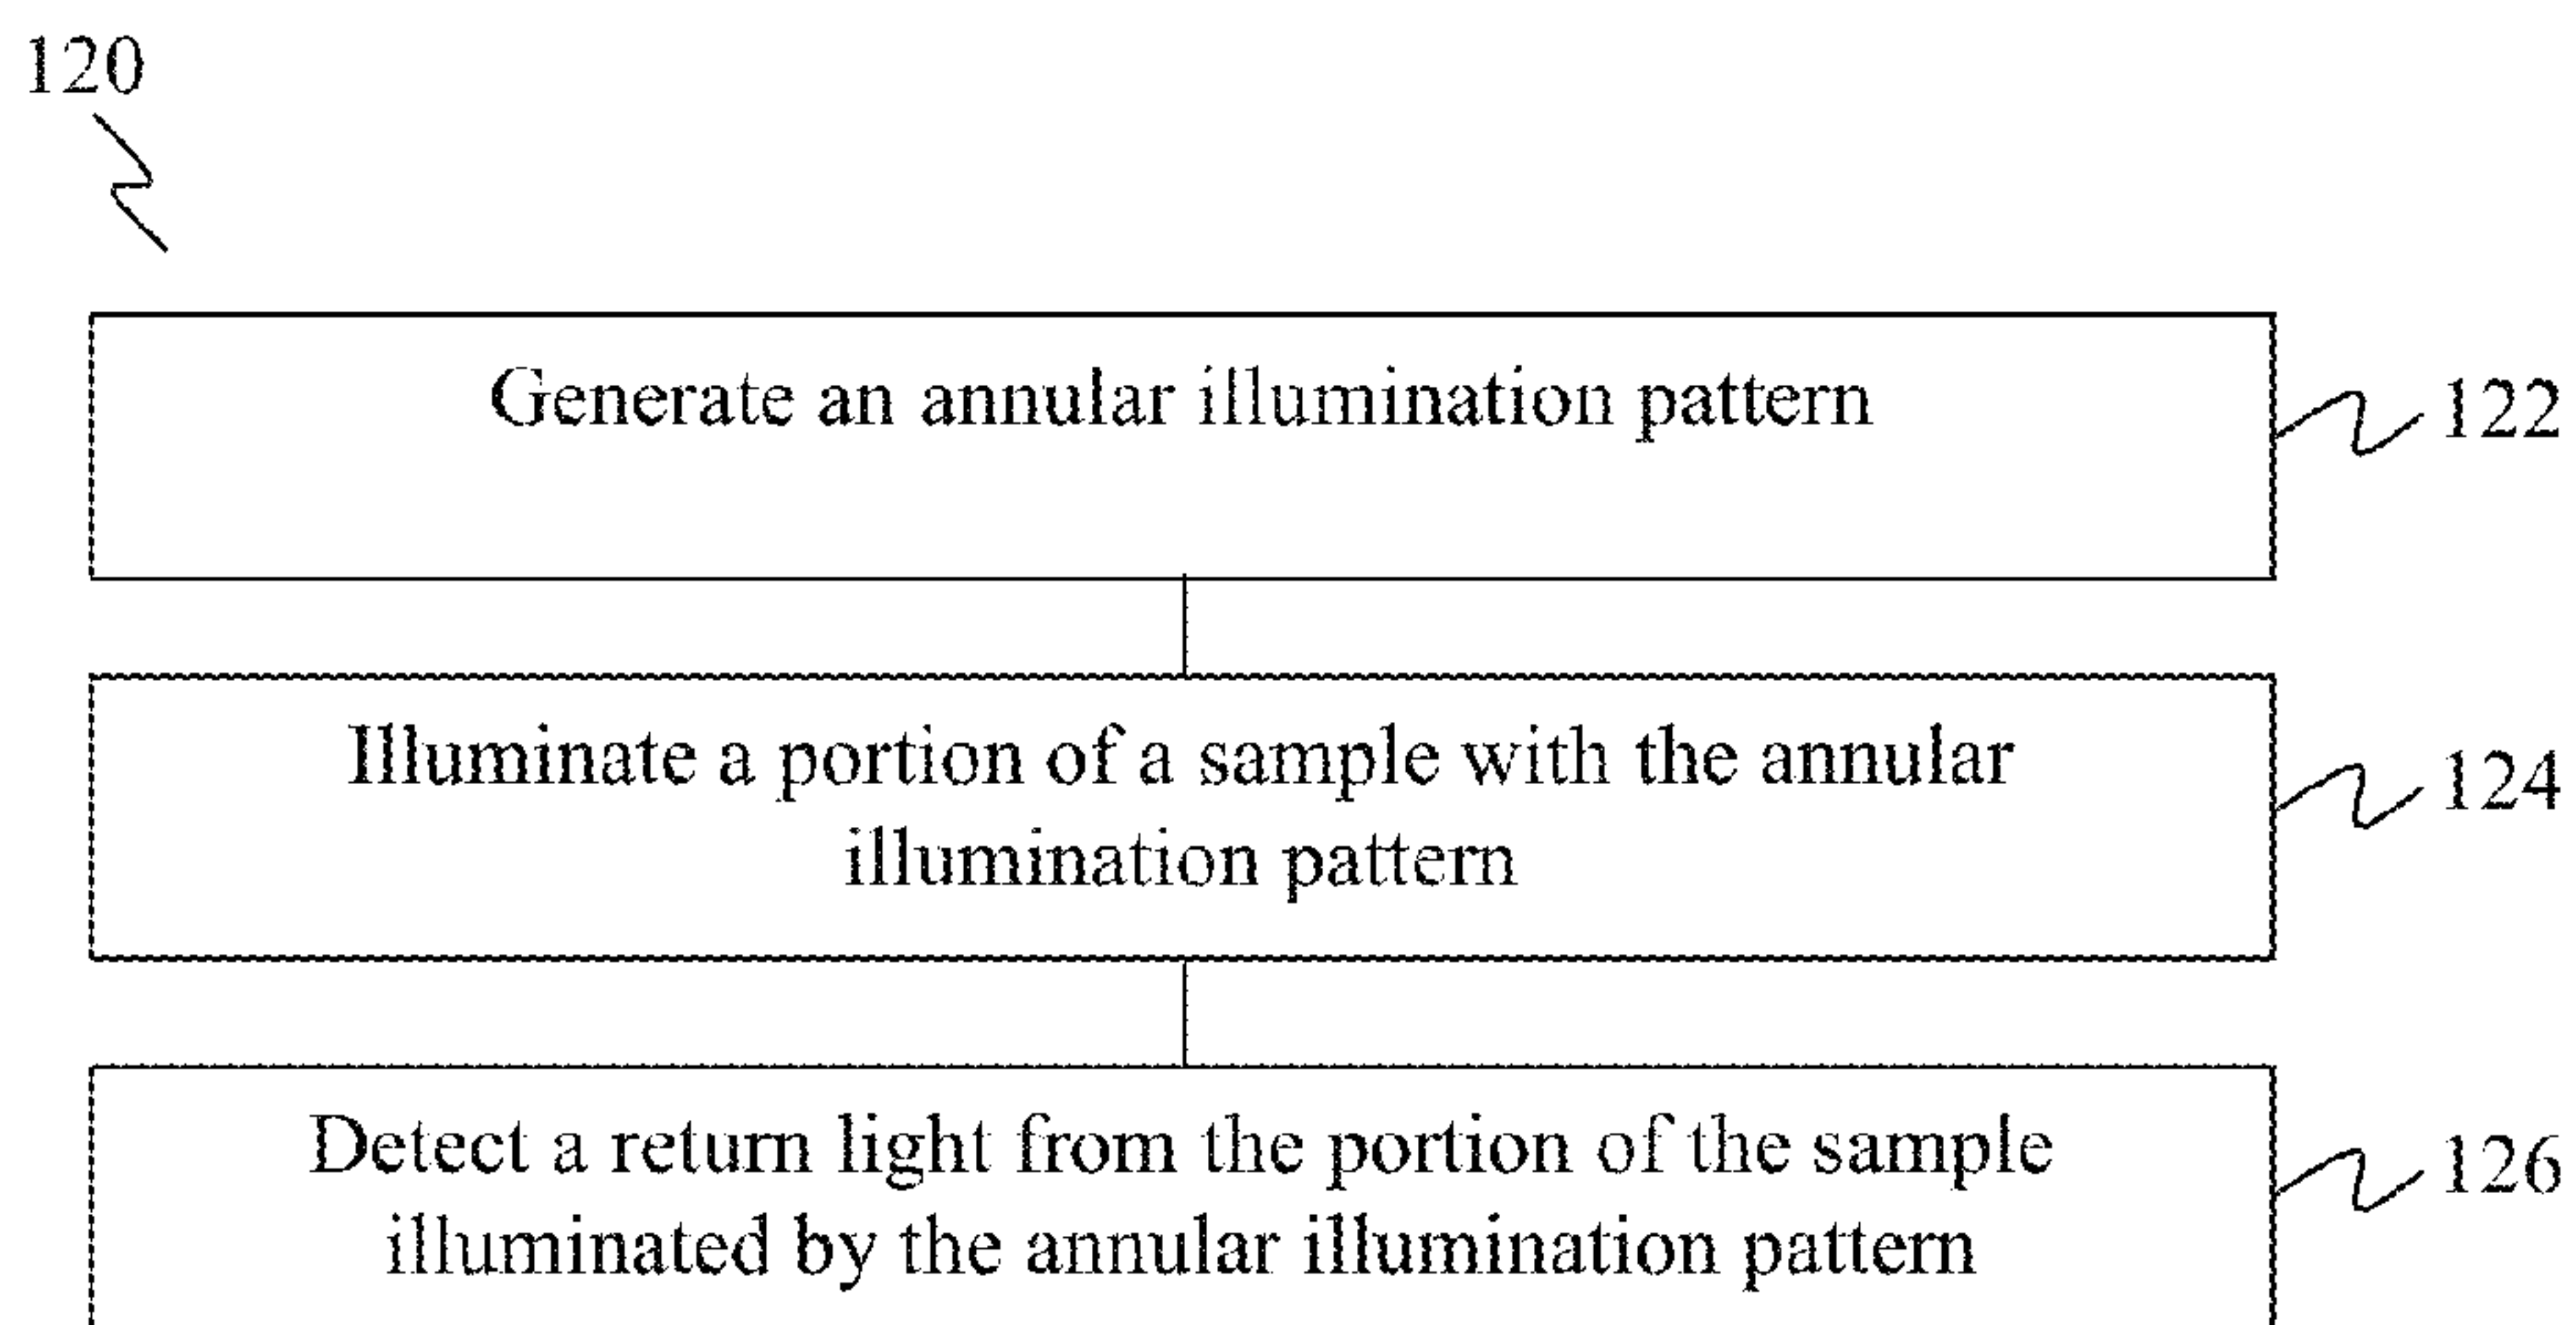 120
Generate an annular illumination pattern
122
Illuminate a portion of a sample with the annular
illumination pattern
124
Detect a return light from the portion of the sample
illuminated by the annular illumination pattern
126